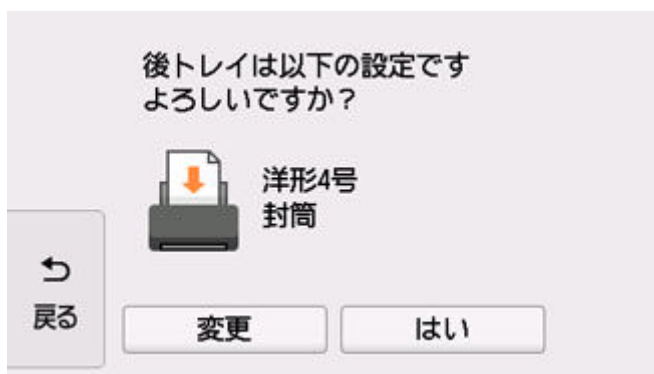 後トレイは以下の設定です
よろしいですか？
洋形4号
封筒
戻る
変更
はい